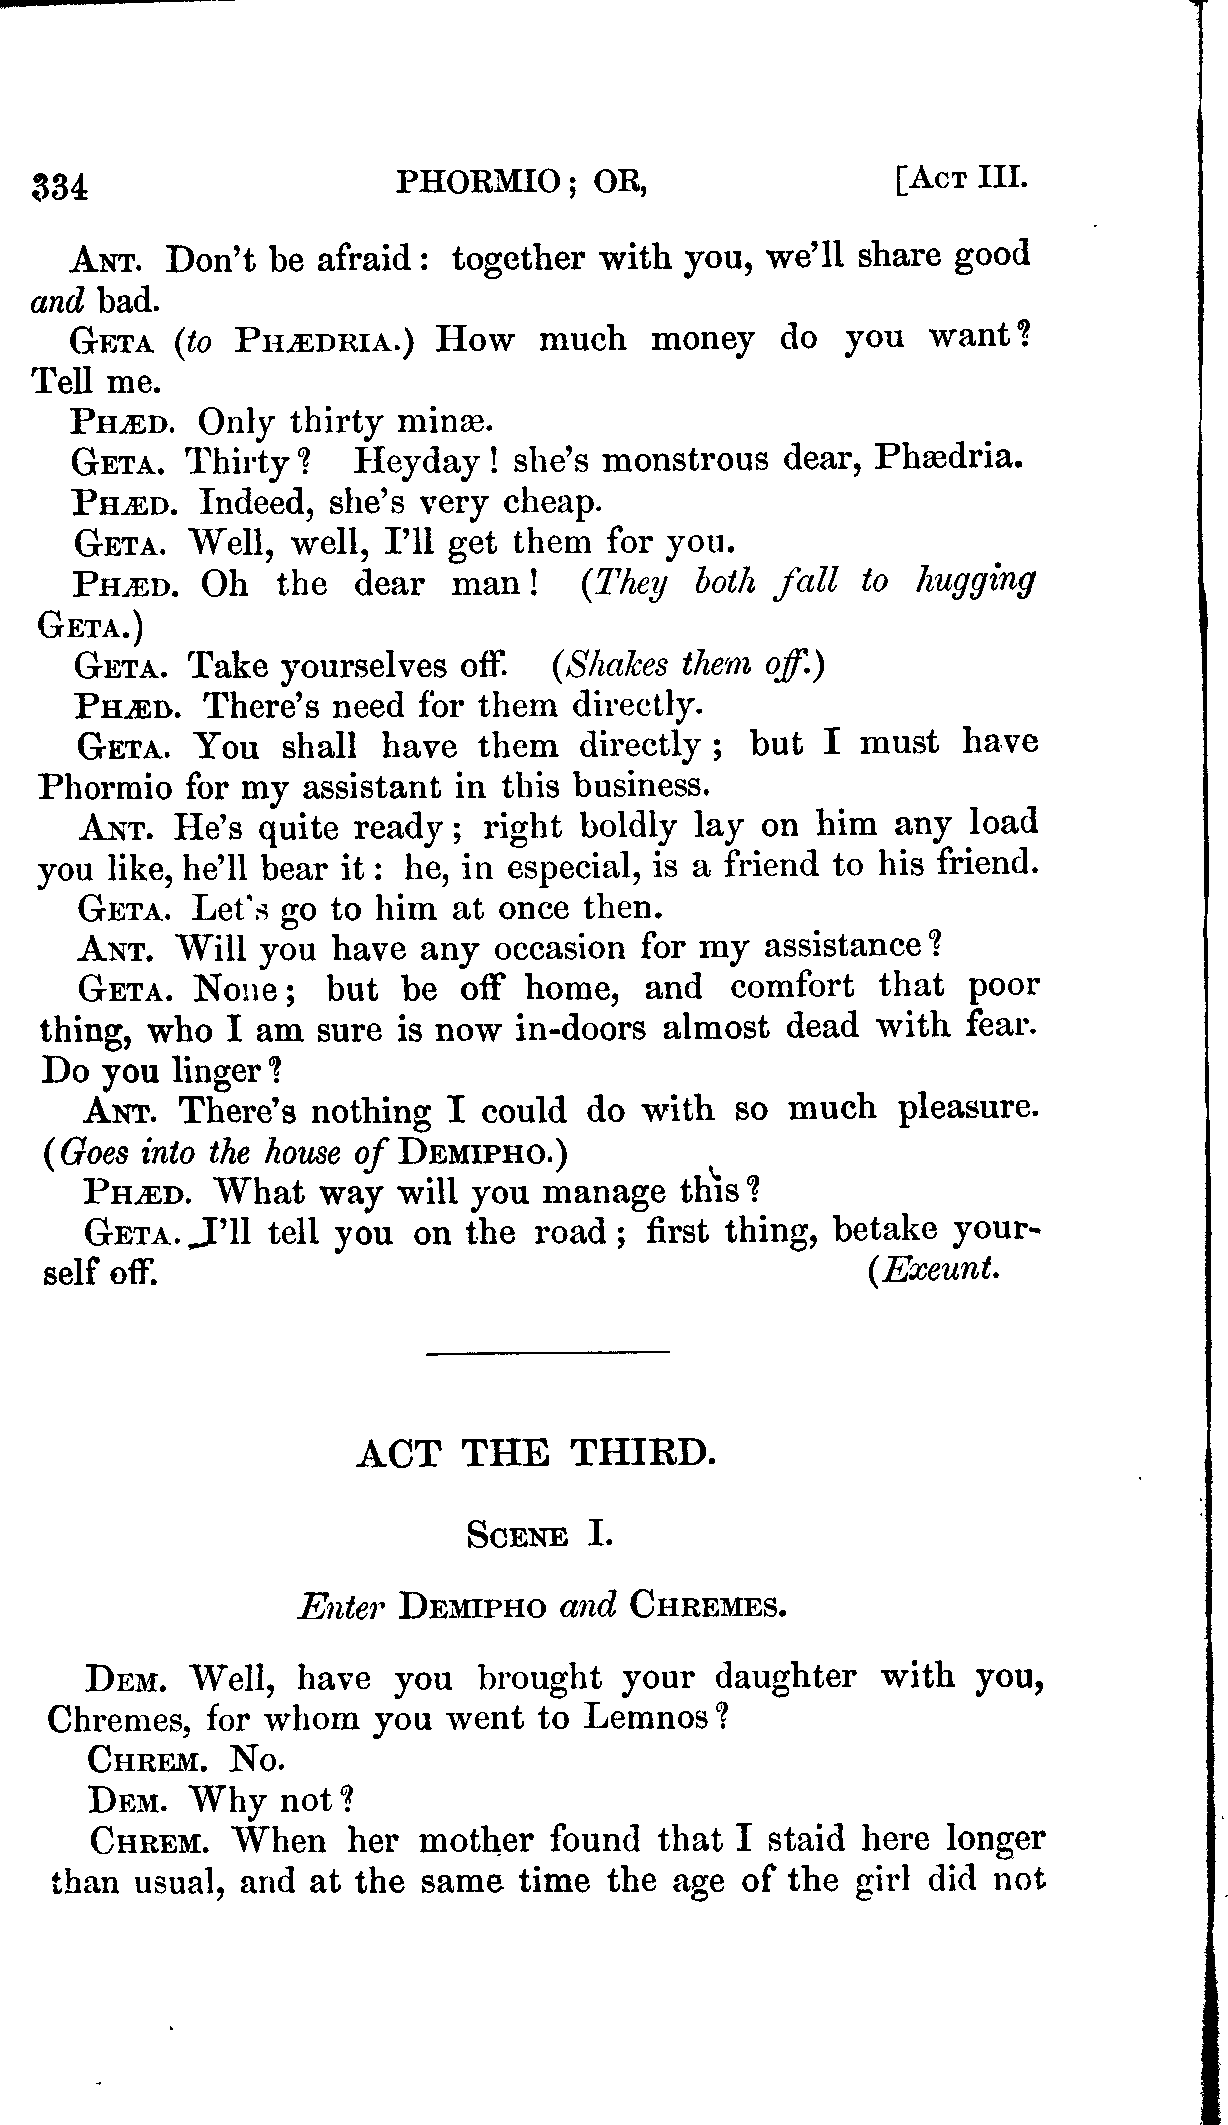 334 PHORMIO; OR, [ACT III.
ANT. Don't be afraid: together with you, we'll share good
and bad.
GETA (to PHÆDRIA.) How much money do you want?
Tell me.
PHÆD. Only thirty minæ.
GETA. Thirty? Heyday! she's monstrous dear, Phædria.
PHÆD. Indeed, she's very cheap.
GETA. Well, well, I'll get them for you.
PHÆD. Oh the dear man! (They both fall to hugging
GETA.)
GETA. Take yourselves off. (Shakes them off.)
PHÆD. There's need for them directly.
GETA. You shall have them directly; but I must have
Phormio for my assistant in this business.
ANT. He's quite ready; right boldly lay on him any load
you like, he'll bear it: he, in especial, is a friend to his friend.
GETA. Let's go to him at once then.
ANT. Will you have any occasion for my assistance?
GETA. None; but be off home, and comfort that poor
thing, who I am sure is now in-doors almost dead with fear.
Do you linger?
ANT. There's nothing I could do with so much pleasure.
(Goes into the house of DEMIPHO.)
PHÆD. What way will you manage this?
GETA. I'll tell you on the road; first thing, betake your-
self off. (Exeunt.
ACT THE THIRD.
SCENE I.
Enter DEMIPHO and CHREMES.
DEM. Well, have you brought your daughter with you,
Chremes, for whom you went to Lemnos?
CHREM. No.
DEM. Why not?
CHREM. When her mother found that I staid here longer
than usual, and at the same time the age of the girl did not